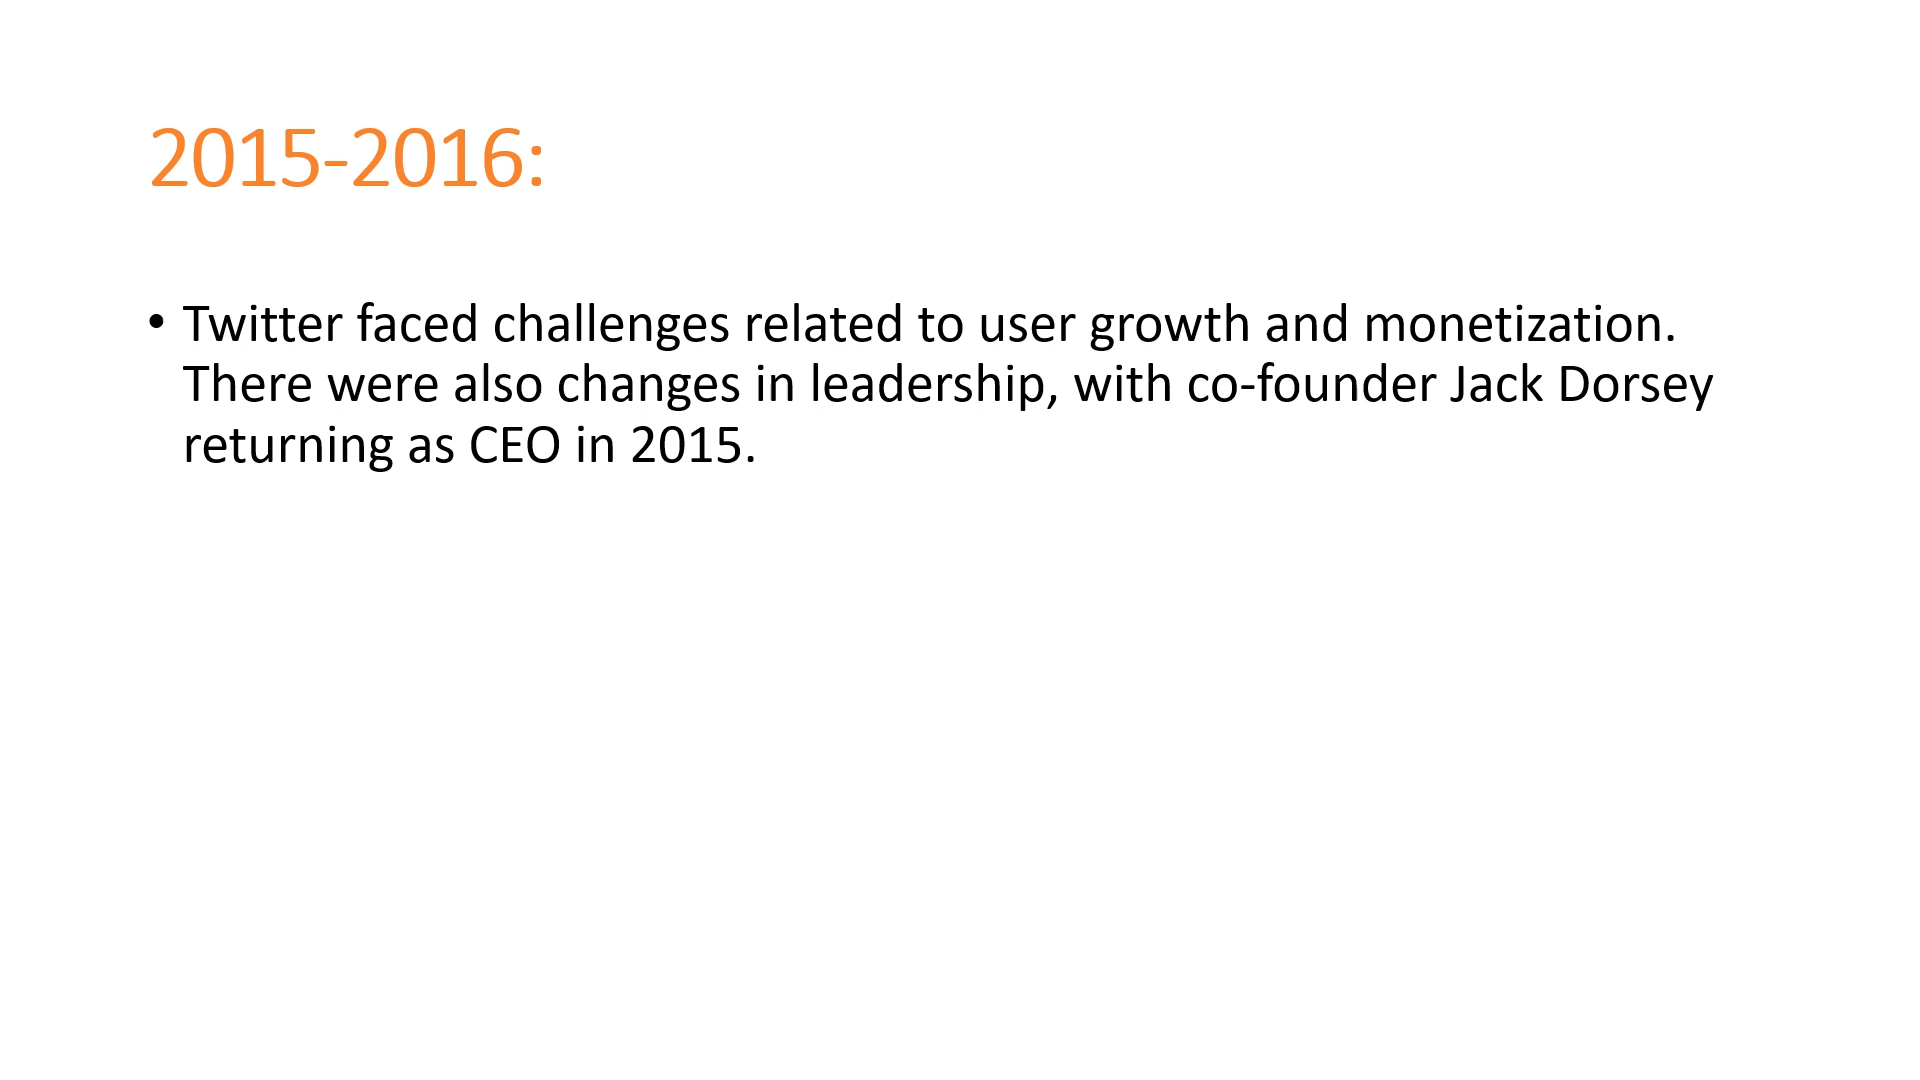 2015-2016:
• Twitter faced challenges related to user growth and monetization.
There were also changes in leadership, with co-founder Jack Dorsey
returning as CEO in 2015.